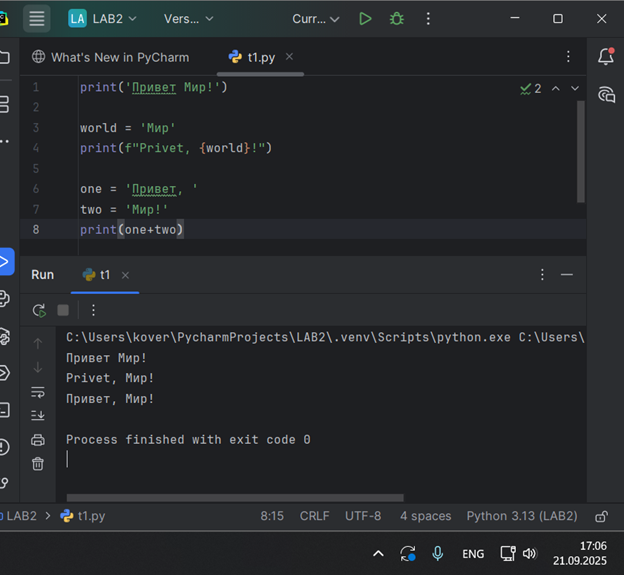 LA LAB2 Vers... Curr...
What's New in PyCharm t1.py
1 print('Привет Мир!')
2
3 world = 'Мир'
4 print(f"Privet, {world}!")
5
6 one = 'Привет, '
7 two = 'Мир!'
8 print(one+two)
2
Run t1
C:\Users\kover\PycharmProjects\LAB2\.venv\Scripts\python.exe C:\Users\
Привет Мир!
Privet, Мир!
Привет, Мир!
Process finished with exit code 0
LAB2 > t1.py 8:15 CRLF UTF-8 4 spaces Python 3.13 (LAB2)
ENG 17:06
21.09.2025